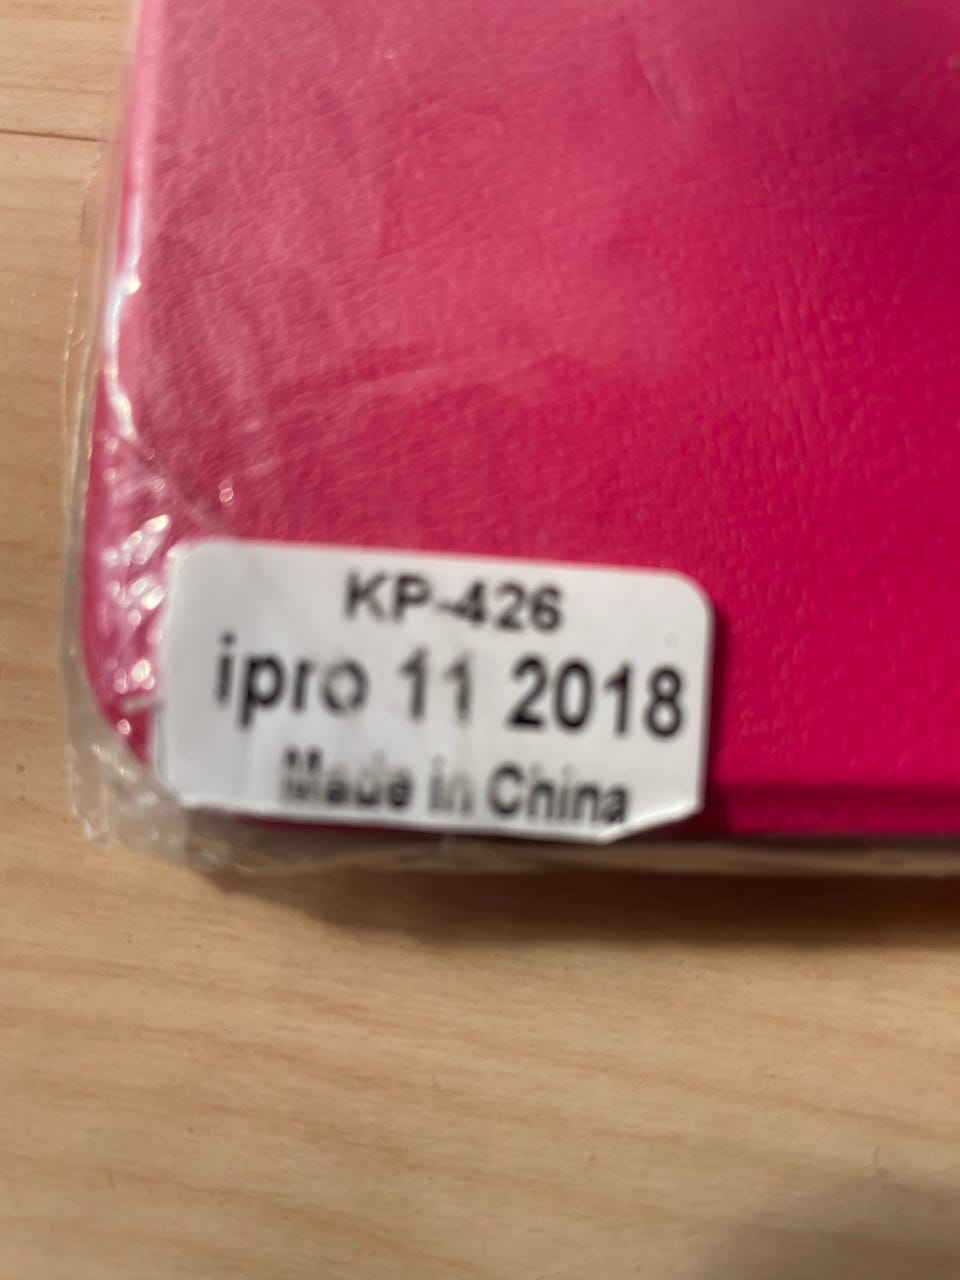 KP-426
ipro 11 2018
Made in China